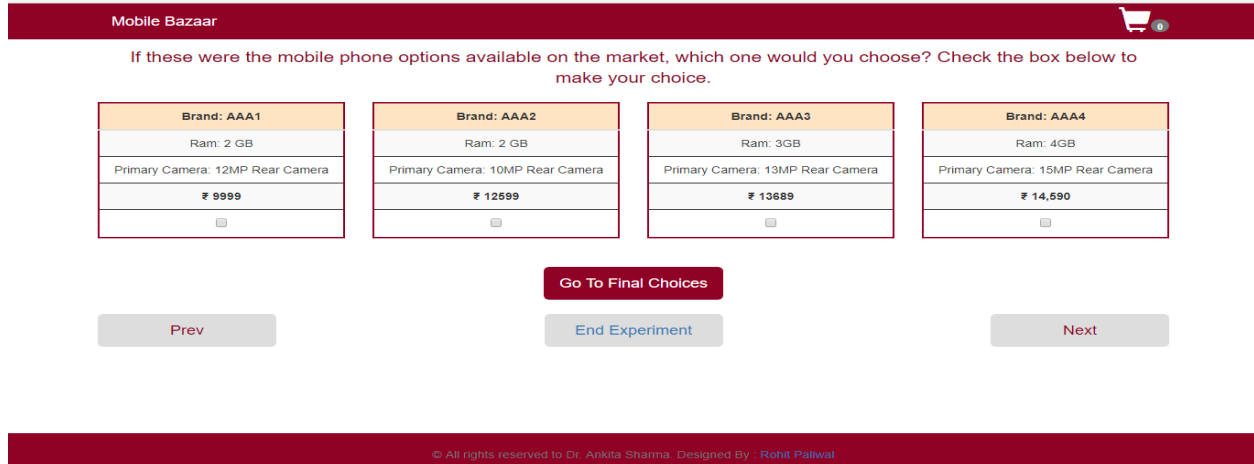 Mobile Bazaar
0
If these were the mobile phone options available on the market, which one would you choose? Check the box below to
make your choice.
Brand: AAA1
Ram: 2 GB
Primary Camera: 12MP Rear Camera
₹ 9999
Brand: AAA2
Ram: 2 GB
Primary Camera: 10MP Rear Camera
₹ 12599
Brand: AAA3
Ram: 3GB
Primary Camera: 13MP Rear Camera
₹ 13689
Brand: AAA4
Ram: 4GB
Primary Camera: 15MP Rear Camera
₹ 14,590
Go To Final Choices
Prev
End Experiment
Next
© All rights reserved to Dr. Ankita Sharma. Designed By : Rohit Paliwal